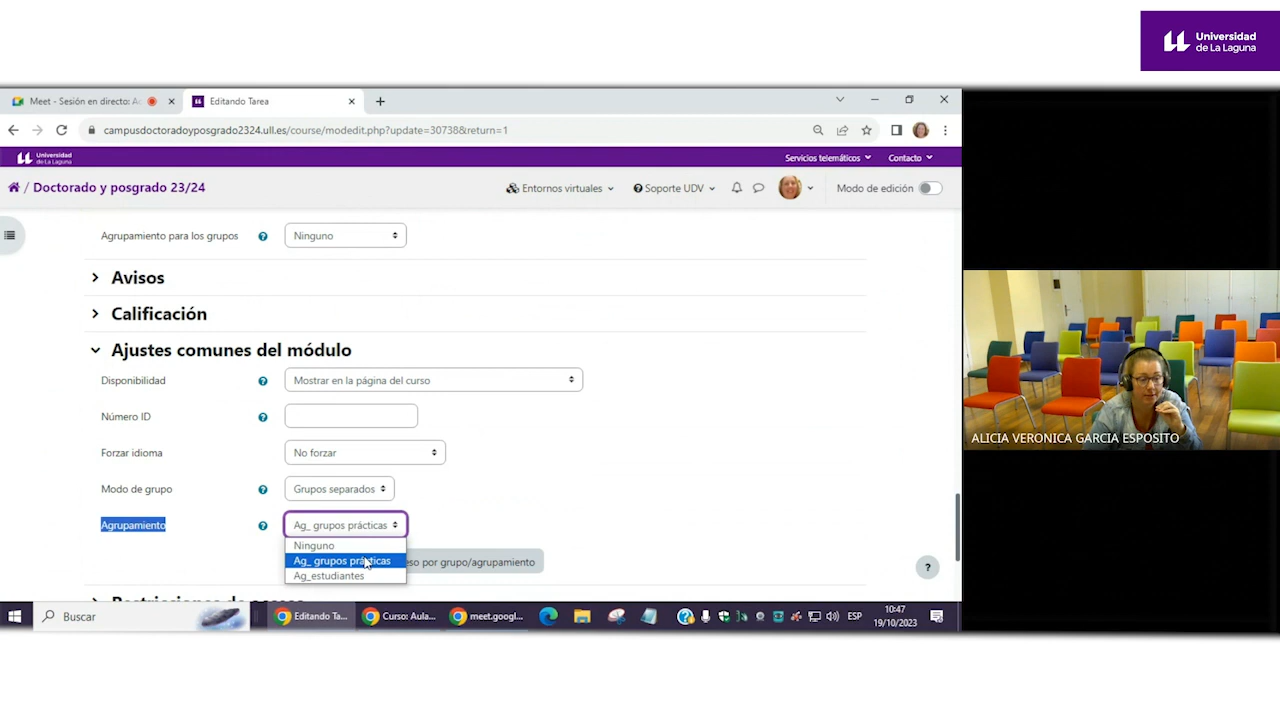 Universidad
de La Laguna
Meet - Sesión en directo: A
Editando Tarea
campusdoctoradoyposgrado2324.ull.es/course/modedit.php?update=30738&return=1
Universidad
de La Laguna
Servicios telemáticos
Contacto
/ Doctorado y posgrado 23/24
Entornos virtuales
Soporte UDV
Modo de edición
Agrupamiento para los grupos
Ninguno
Avisos
Calificación
Ajustes comunes del módulo
Disponibilidad
Mostrar en la página del curso
Número ID
Forzar idioma
No forzar
Modo de grupo
Grupos separados
Agrupamiento
Ag_ grupos prácticas
Ninguno
Ag_ grupos prácticas
Ag_estudiantes
eso por grupo/agrupamiento
?
ALICIA VERONICA GARCIA ESPOSITO
Buscar
Editando Ta...
Curso: Aula...
meet.googl...
ESP
10:47
19/10/2023